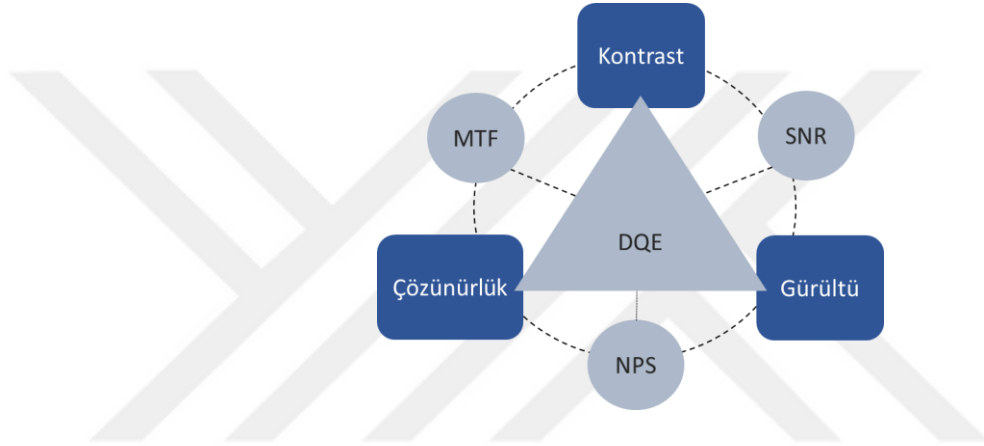 Kontrast
MTF
SNR
DQE
Çözünürlük
Gürültü
NPS